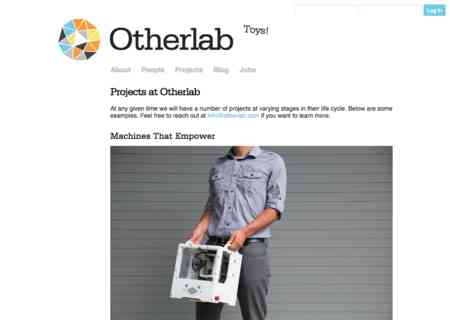 Log In
Otherlab
Toys!
About People Projects Blog Jobs
Projects at Otherlab
At any given time we will have a number of projects at varying stages in their life cycle. Below are some
examples. Feel free to reach out at info@otherlab.com if you want to learn more.
Machines That Empower